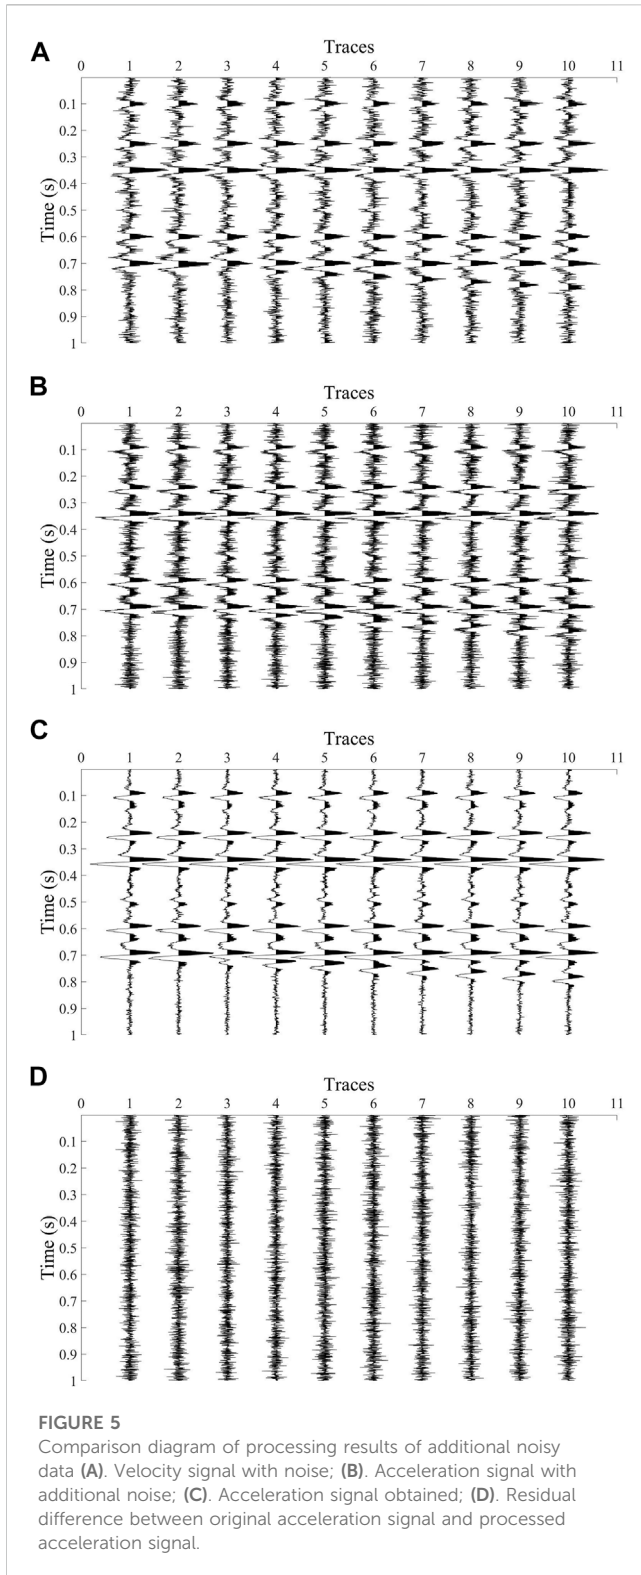 A
Traces
0 1 2 3 4 5 6 7 8 9 10 11
0.1
0.2
0.3
0.4
0.5
0.6
0.7
0.8
0.9
1
Time (s)
B
Traces
0 1 2 3 4 5 6 7 8 9 10 11
0.1
0.2
0.3
0.4
0.5
0.6
0.7
0.8
0.9
1
Time (s)
C
Traces
0 1 2 3 4 5 6 7 8 9 10 11
0.1
0.2
0.3
0.4
0.5
0.6
0.7
0.8
0.9
1
Time (s)
D
Traces
0 1 2 3 4 5 6 7 8 9 10 11
0.1
0.2
0.3
0.4
0.5
0.6
0.7
0.8
0.9
1
Time (s)
FIGURE 5
Comparison diagram of processing results of additional noisy
data (A). Velocity signal with noise; (B). Acceleration signal with
additional noise; (C). Acceleration signal obtained; (D). Residual
difference between original acceleration signal and processed
acceleration signal.